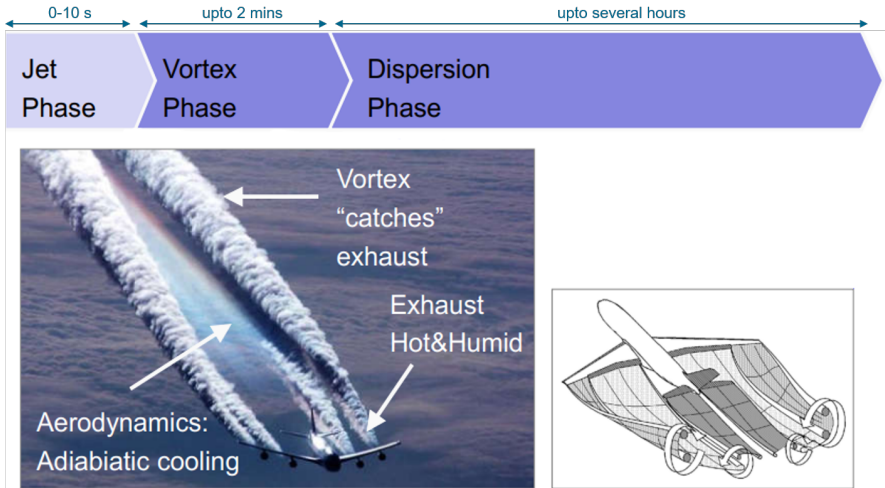 0-10 s
upto 2 mins
upto several hours
Jet
Phase
Vortex
Phase
Dispersion
Phase
Vortex
“catches”
exhaust
Exhaust
Hot&Humid
Aerodynamics:
Adiabiatic cooling